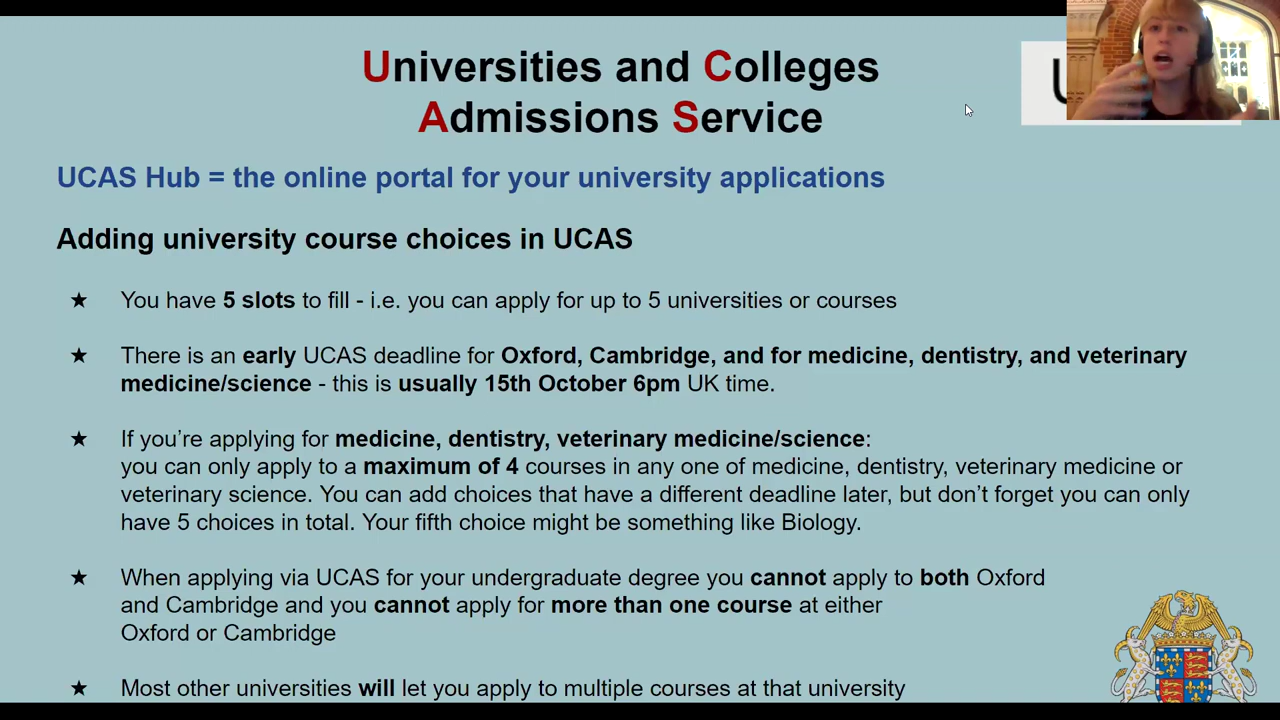 Universities and Colleges
Admissions Service
UCAS Hub = the online portal for your university applications
Adding university course choices in UCAS
★ You have 5 slots to fill - i.e. you can apply for up to 5 universities or courses
★ There is an early UCAS deadline for Oxford, Cambridge, and for medicine, dentistry, and veterinary
medicine/science - this is usually 15th October 6pm UK time.
★ If you’re applying for medicine, dentistry, veterinary medicine/science:
you can only apply to a maximum of 4 courses in any one of medicine, dentistry, veterinary medicine or
veterinary science. You can add choices that have a different deadline later, but don’t forget you can only
have 5 choices in total. Your fifth choice might be something like Biology.
★ When applying via UCAS for your undergraduate degree you cannot apply to both Oxford
and Cambridge and you cannot apply for more than one course at either
Oxford or Cambridge
★ Most other universities will let you apply to multiple courses at that university